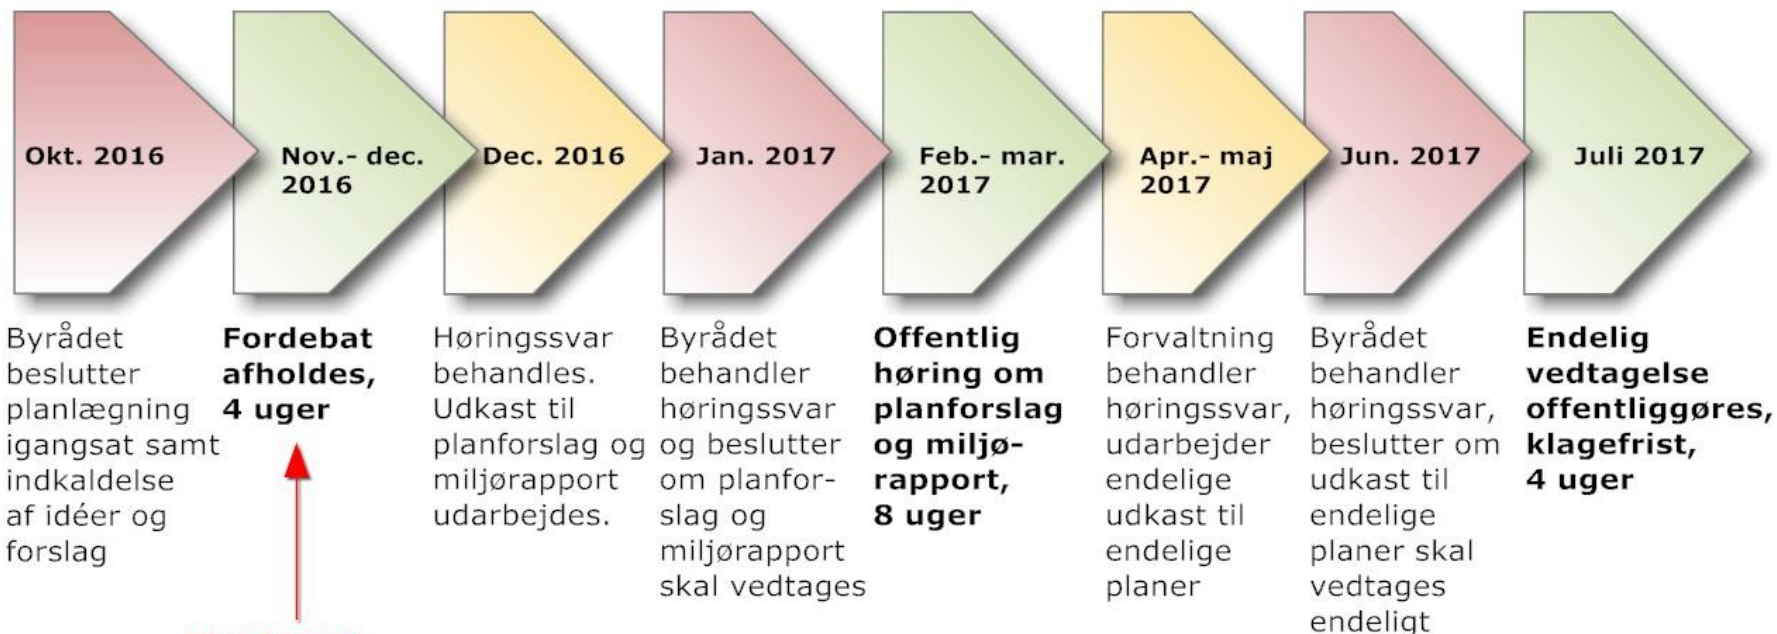 Okt. 2016
Nov.- dec.
2016
Dec. 2016
Jan. 2017
Feb.- mar.
2017
Apr.- maj
2017
Jun. 2017
Juli 2017
Byrådet
beslutter
planlægning
igangsat samt
indkaldelse
af idéer og
forslag
Fordebat
afholdes,
4 uger
Høringssvar
behandles.
Udkast til
planforslag og
miljørapport
udarbejdes.
Byrådet
behandler
høringssvar
og beslutter
om planfor-
slag og
miljørapport
skal vedtages
Offentlig
høring om
planforslag
og miljø-
rapport,
8 uger
Forvaltning
behandler
høringssvar,
udarbejder
endelige
udkast til
endelige
planer
Byrådet
behandler
høringssvar,
beslutter om
udkast til
endelige
planer skal
vedtages
endeligt
Endelig
vedtagelse
offentliggøres,
klagefrist,
4 uger